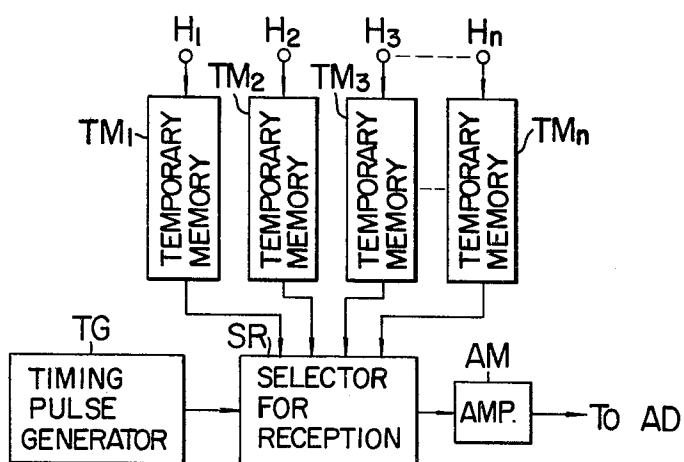 H1 H2 H3 Hn
TM1 TM2 TM3 TMn
TEMPORARY MEMORY
TEMPORARY MEMORY
TEMPORARY MEMORY
TEMPORARY MEMORY
TG SR AM
TIMING PULSE GENERATOR
SELECTOR FOR RECEPTION
AMP.
TO AD